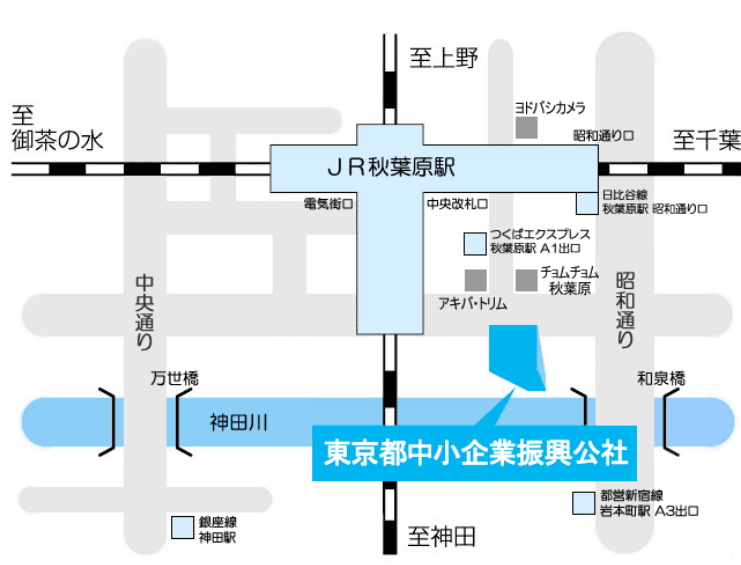 至上野
ヨドバシカメラ
至
御茶の水
昭和通り口
至千葉
ＪＲ秋葉原駅
電気街口
中央改札口
日比谷線
秋葉原駅 昭和通り口
つくばエクスプレス
秋葉原駅 A1出口
チョムチョム
秋葉原
アキバ・トリム
中央通り
昭和通り
万世橋
和泉橋
神田川
東京都中小企業振興公社
都営新宿線
岩本町駅 A3出口
銀座線
神田駅
至神田